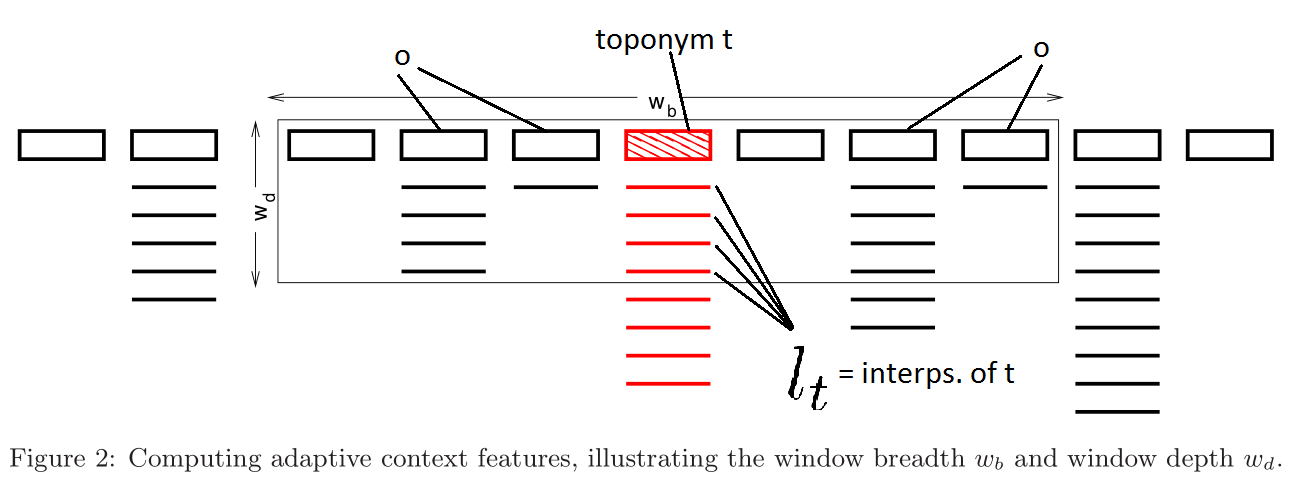 toponym t
o
o
w_b
w_d
l_t = interps. of t
Figure 2: Computing adaptive context features, illustrating the window breadth w_b and window depth w_d.